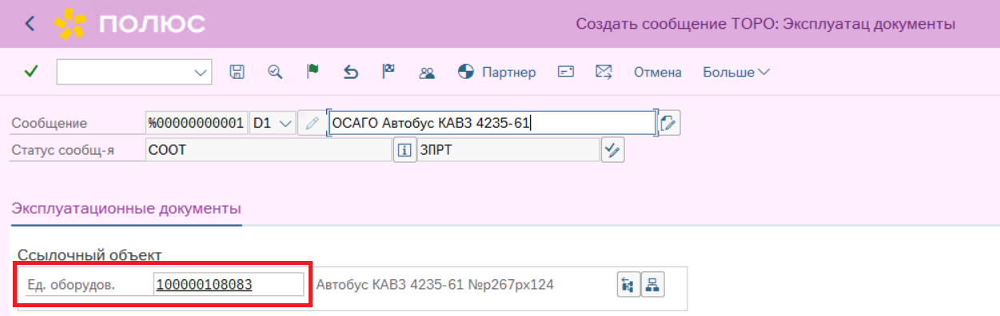 ПОЛЮС
Создать сообщение ТОРО: Эксплуатац документы
Партнер Отмена Больше
Сообщение %00000000001 D1 ОСАГО Автобус КАВЗ 4235-61
Статус сообщ-я СООТ ЗПРТ
Эксплуатационные документы
Ссылочный объект
Ед. оборудов. 100000108083 Автобус КАВЗ 4235-61 №р267рх124